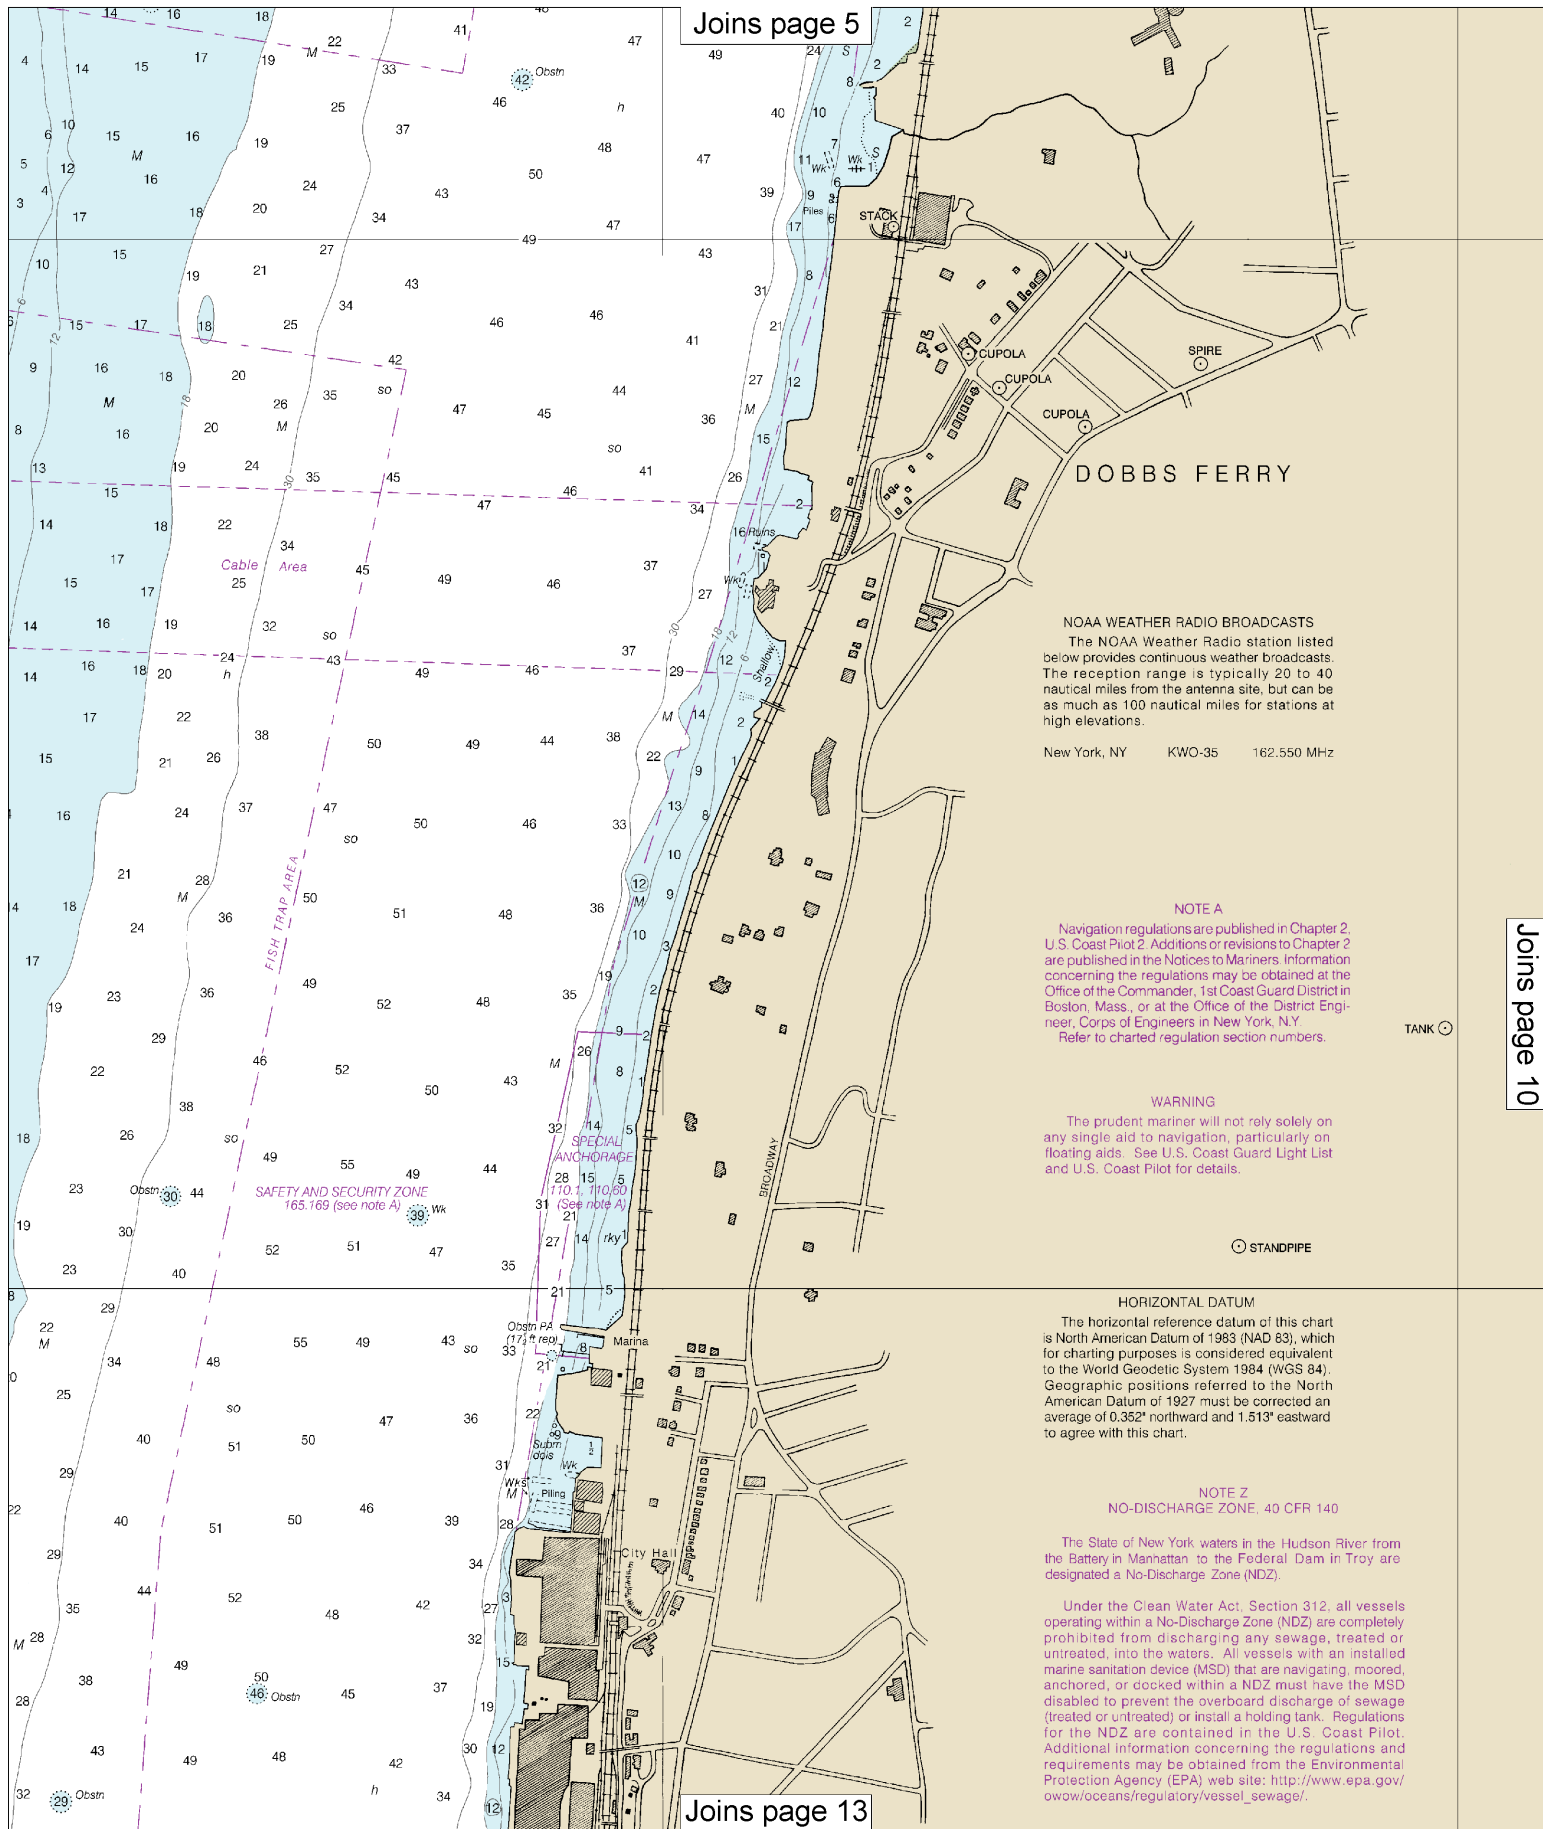 Joins page 5
Obstn
STACK
Piles
Wk
Wk
CUPOLA
CUPOLA
CUPOLA
SPIRE
DOBBS FERRY
Ruins
Wk
Cable Area
Shallow
NOAA WEATHER RADIO BROADCASTS
The NOAA Weather Radio station listed
below provides continuous weather broadcasts.
The reception range is typically 20 to 40
nautical miles from the antenna site, but can be
as much as 100 nautical miles for stations at
high elevations.
New York, NY KWO-35 162.550 MHz
FISH TRAP AREA
NOTE A
Navigation regulations are published in Chapter 2,
U.S. Coast Pilot 2. Additions or revisions to Chapter 2
are published in the Notices to Mariners. Information
concerning the regulations may be obtained at the
Office of the Commander, 1st Coast Guard District in
Boston, Mass., or at the Office of the District Engi-
neer, Corps of Engineers in New York, N.Y.
Refer to charted regulation section numbers.
TANK
Joins page 10
WARNING
The prudent mariner will not rely solely on
any single aid to navigation, particularly on
floating aids. See U.S. Coast Guard Light List
and U.S. Coast Pilot for details.
SPECIAL
ANCHORAGE
110.1, 110.60
(See note A)
BROADWAY
Obstn
SAFETY AND SECURITY ZONE
165.169 (see note A)
Wk
rky
STANDPIPE
HORIZONTAL DATUM
The horizontal reference datum of this chart
is North American Datum of 1983 (NAD 83), which
for charting purposes is considered equivalent
to the World Geodetic System 1984 (WGS 84).
Geographic positions referred to the North
American Datum of 1927 must be corrected an
average of 0.352" northward and 1.513" eastward
to agree with this chart.
Obstn PA
(17 ft rep)
Marina
Subm
dols
Wk
Wks
Piling
City Hall
NOTE Z
NO-DISCHARGE ZONE, 40 CFR 140
The State of New York waters in the Hudson River from
the Battery in Manhattan to the Federal Dam in Troy are
designated a No-Discharge Zone (NDZ).
Under the Clean Water Act, Section 312, all vessels
operating within a No-Discharge Zone (NDZ) are completely
prohibited from discharging any sewage, treated or
untreated, into the waters. All vessels with an installed
marine sanitation device (MSD) that are navigating, moored,
anchored, or docked within a NDZ must have the MSD
disabled to prevent the overboard discharge of sewage
(treated or untreated) or install a holding tank. Regulations
for the NDZ are contained in the U.S. Coast Pilot.
Additional information concerning the regulations and
requirements may be obtained from the Environmental
Protection Agency (EPA) web site: http://www.epa.gov/
owow/oceans/regulatory/vessel_sewage/.
Obstn
Obstn
Joins page 13